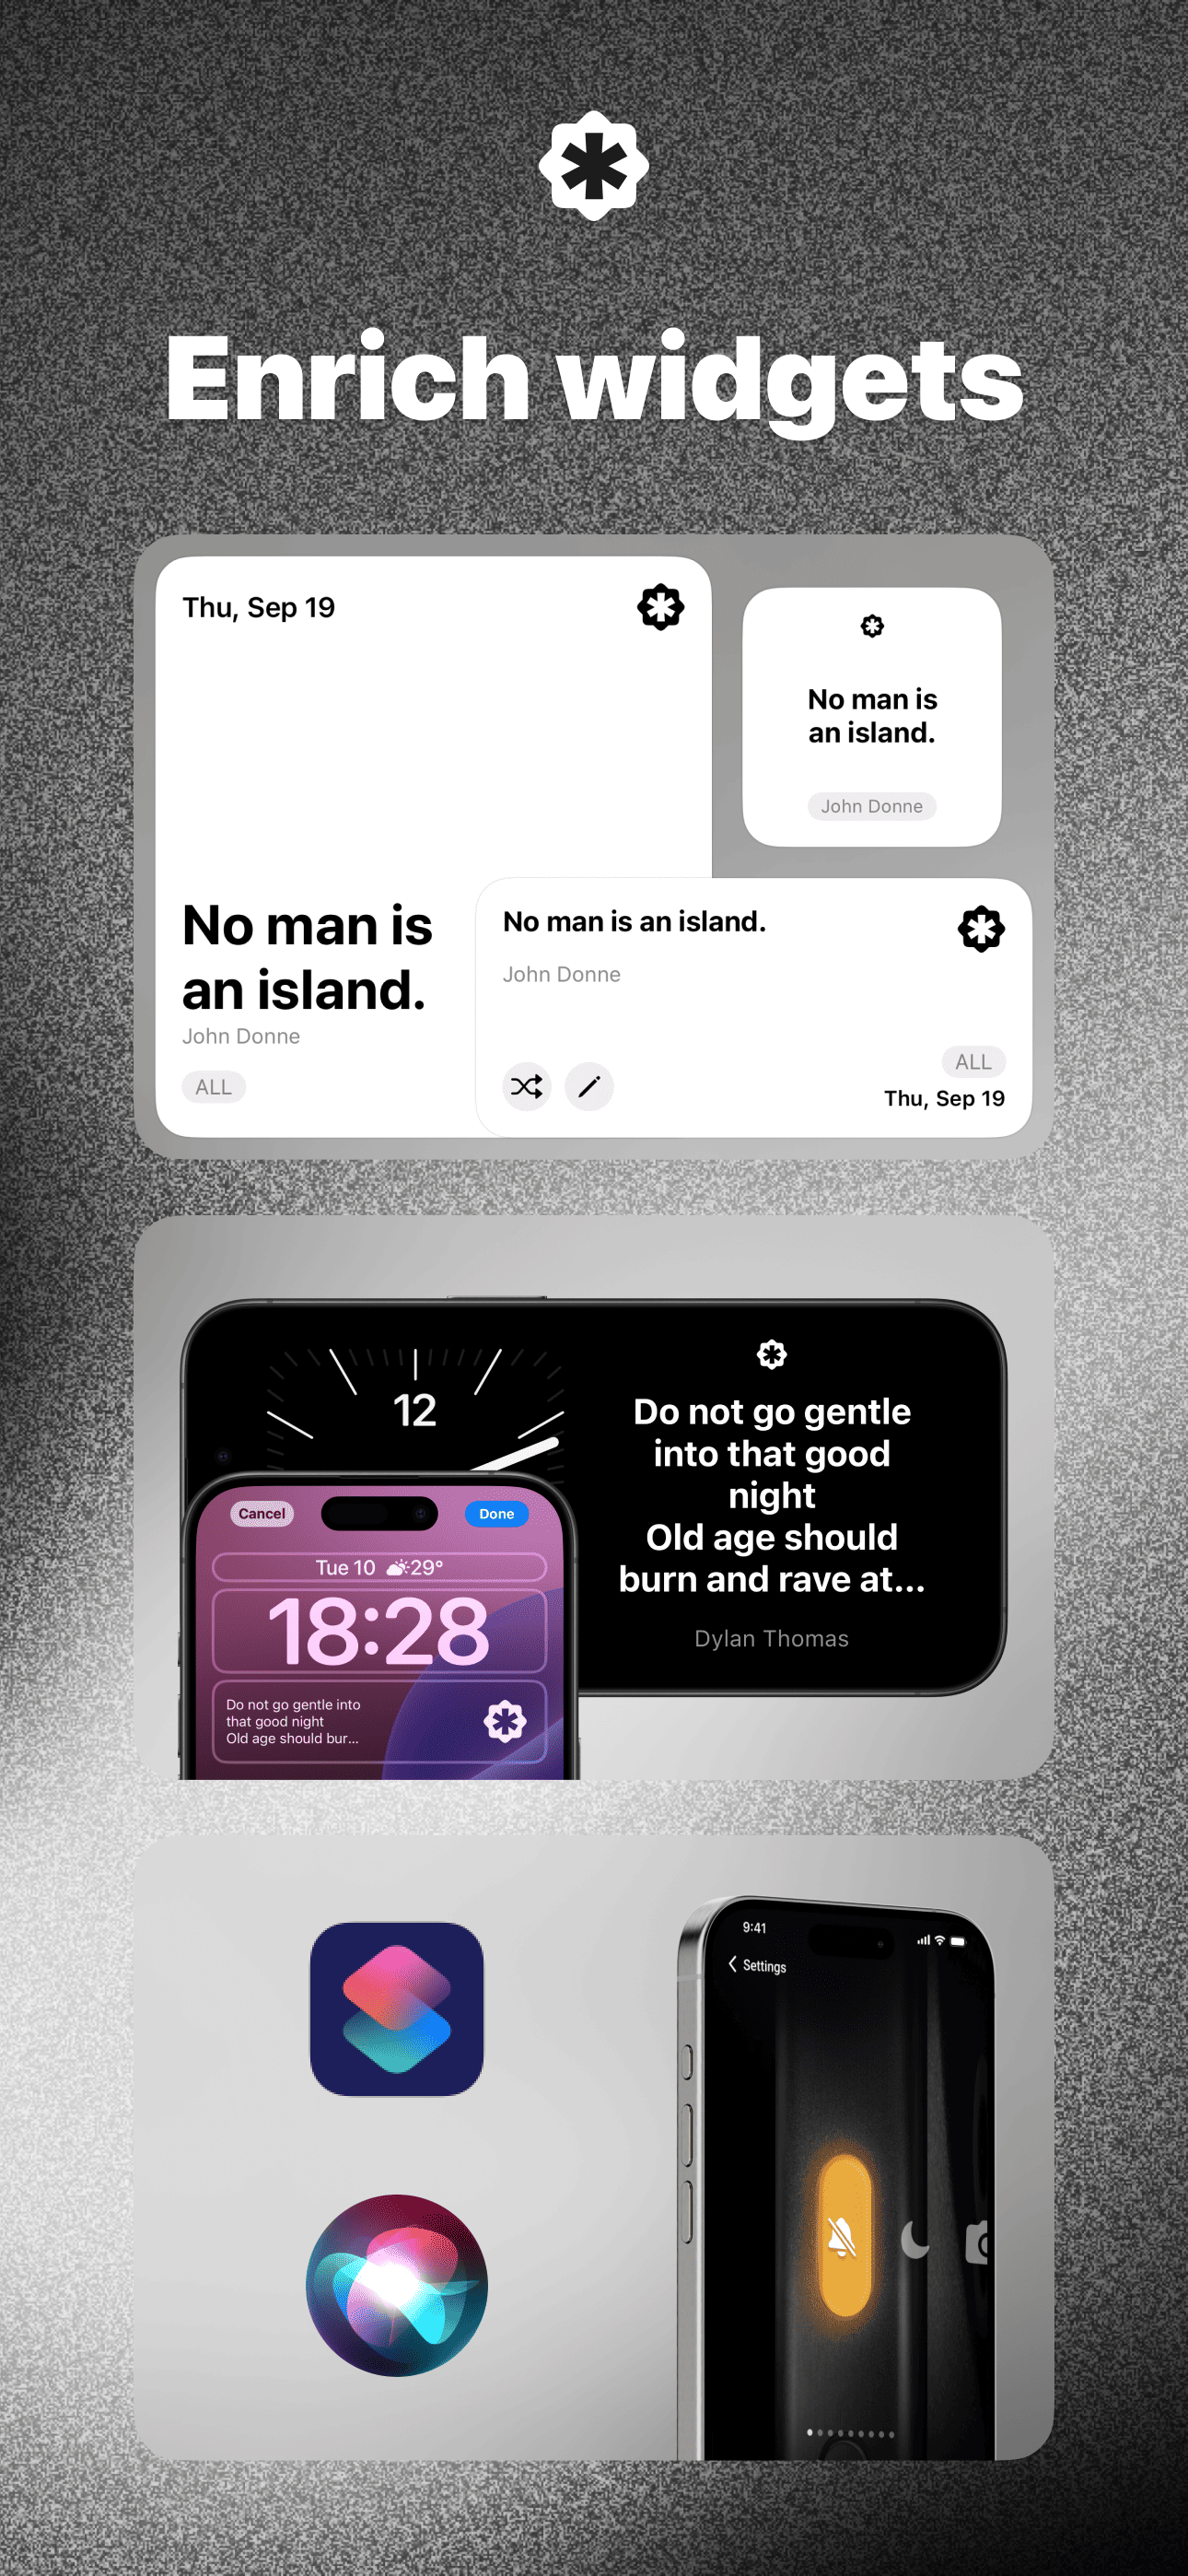 Enrich widgets
Thu, Sep 19
No man is
an island.
John Donne
No man is
an island.
John Donne
ALL
No man is an island.
John Donne
ALL
Thu, Sep 19
12
Do not go gentle
into that good
night
Old age should
burn and rave at...
Dylan Thomas
Cancel
Done
Tue 10 29°
18:28
Do not go gentle into
that good night
Old age should bur...
9:41
Settings